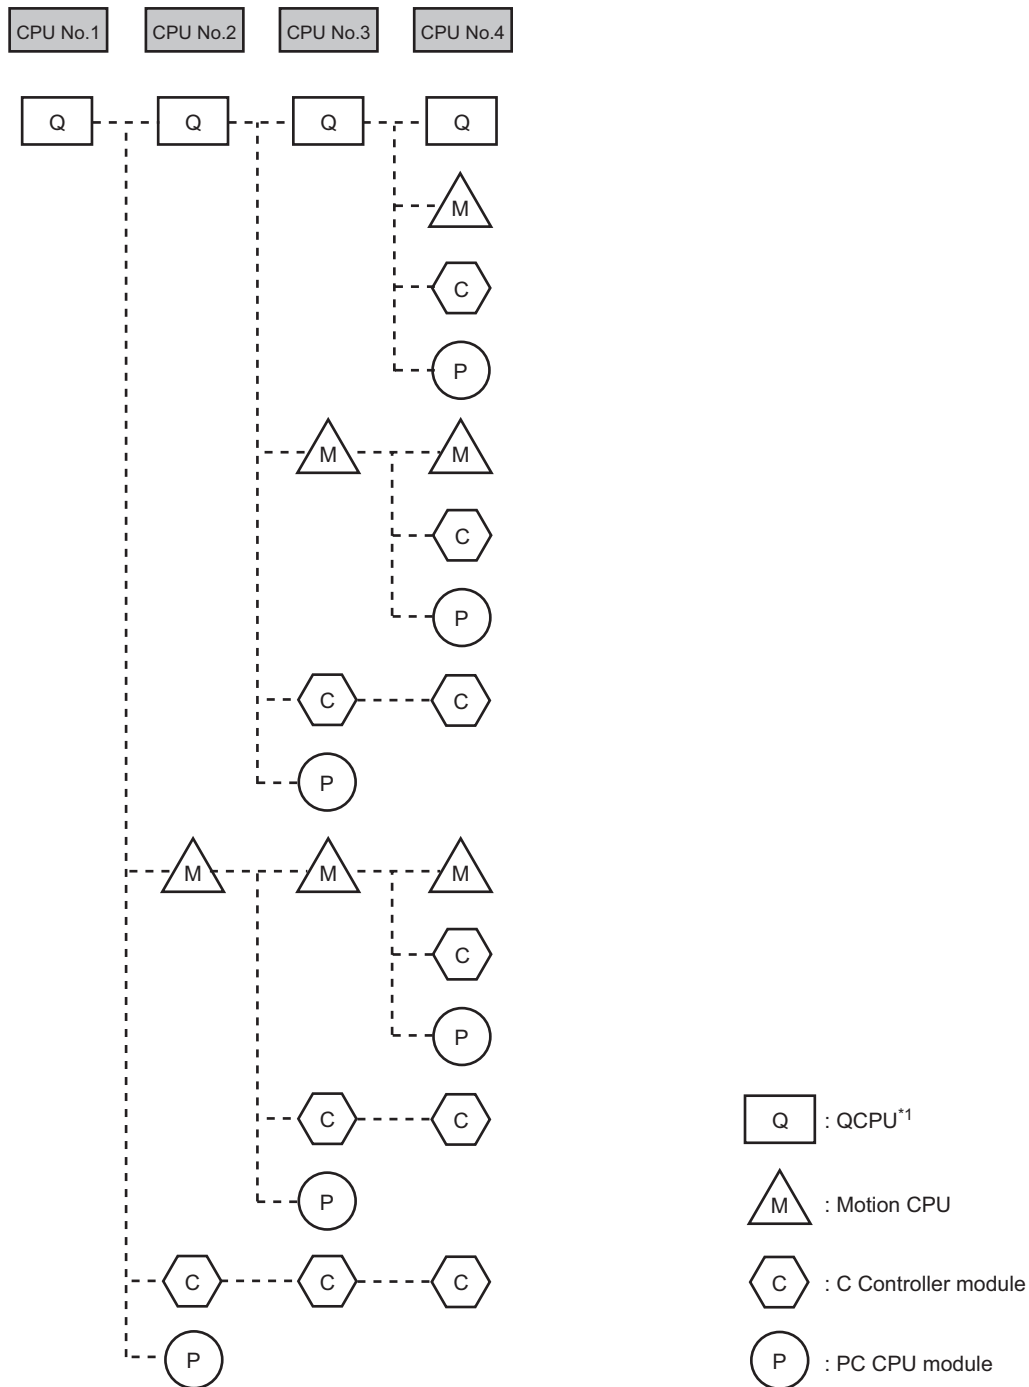 CPU No.1 CPU No.2 CPU No.3 CPU No.4
Q Q Q Q
M
C
P
M M
C
P
C C
P
M M M
C
P
C C
P
C C C
P
Q : QCPU*1
M : Motion CPU
C : C Controller module
P : PC CPU module